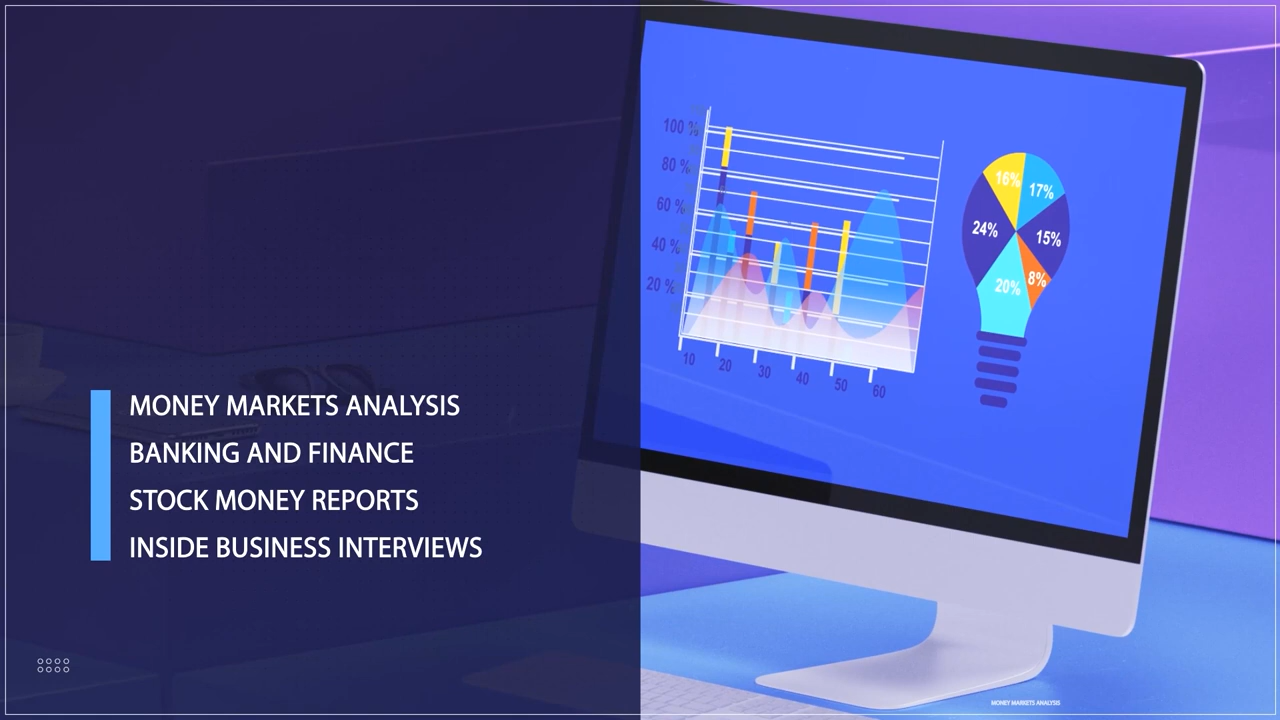 MONEY MARKETS ANALYSIS
BANKING AND FINANCE
STOCK MONEY REPORTS
INSIDE BUSINESS INTERVIEWS
100 %
80 %
60 %
40 %
20 %
10 20 30 40 50 60
16% 17%
24% 15%
20% 8%
MONEY MARKETS ANALYSIS